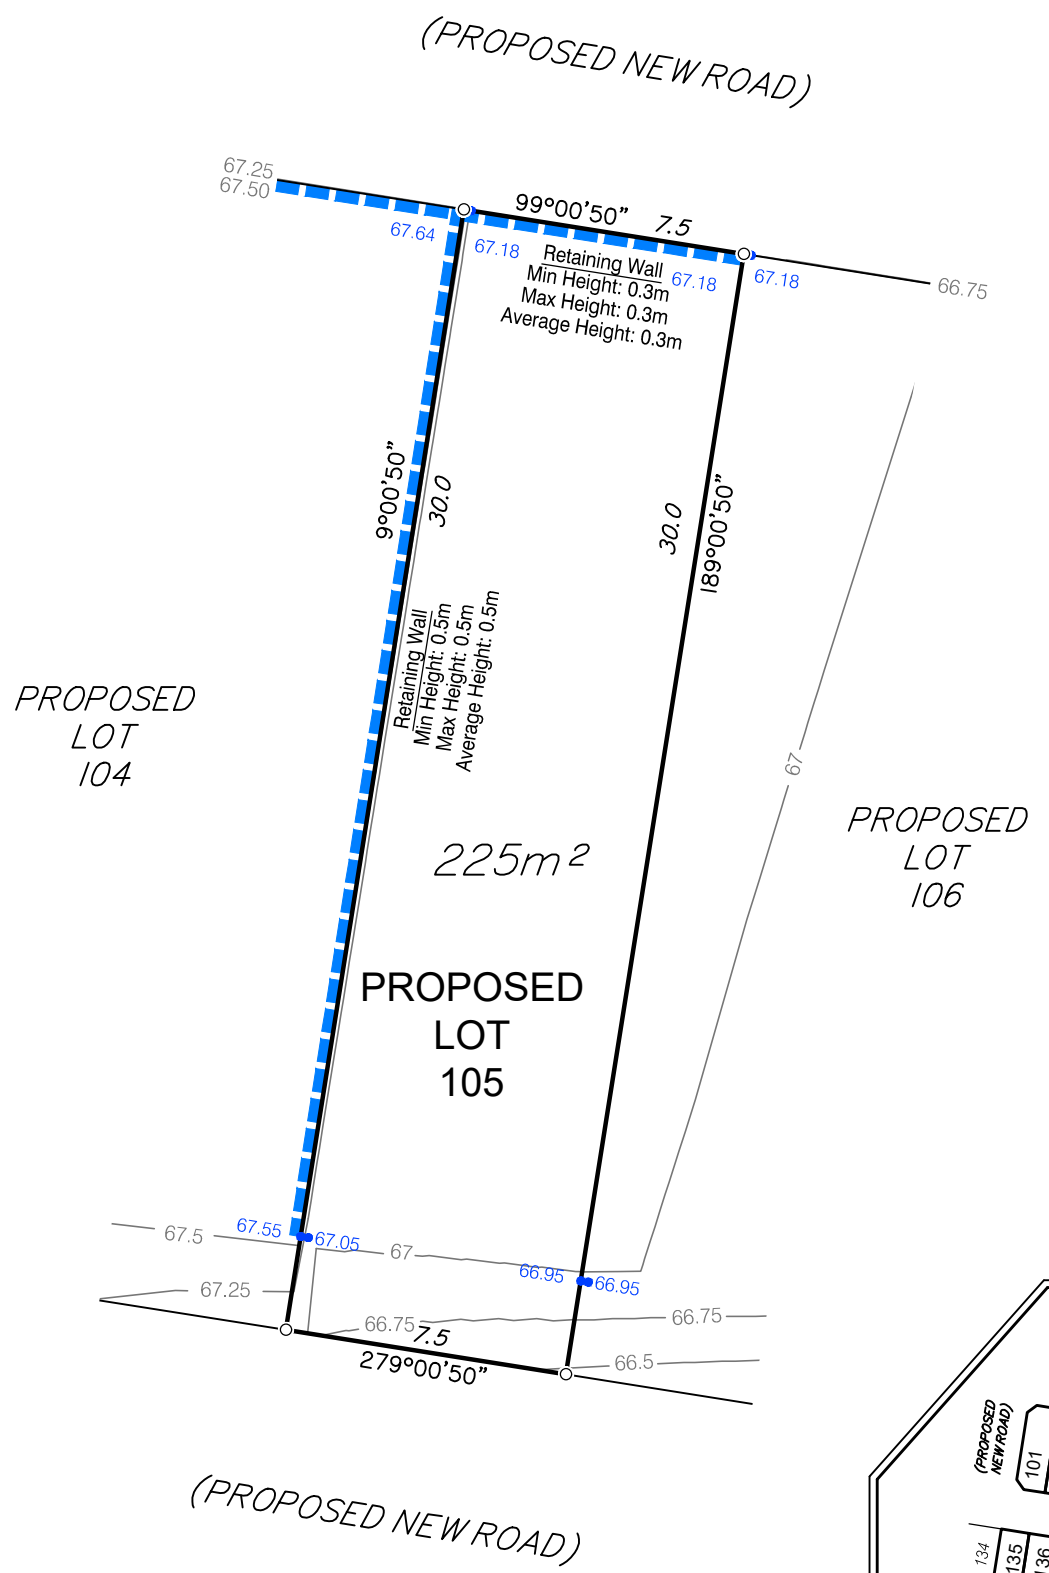 (PROPOSED NEW ROAD)
67.25
67.50
99°00'50"
7.5
67.64
67.18
Retaining Wall
Min Height: 0.3m
Max Height: 0.3m
Average Height: 0.3m
67.18
67.18
66.75
9°00'50"
30.0
30.0
189°00'50"
Retaining Wall
Min Height: 0.5m
Max Height: 0.5m
Average Height: 0.5m
PROPOSED
LOT
104
67
PROPOSED
LOT
106
225m²
PROPOSED
LOT
105
67.5
67.55
67.05
67
66.95
66.95
67.25
66.75
7.5
66.75
66.5
279°00'50"
(PROPOSED NEW ROAD)
(PROPOSED
NEW ROAD)
101
134
135
136